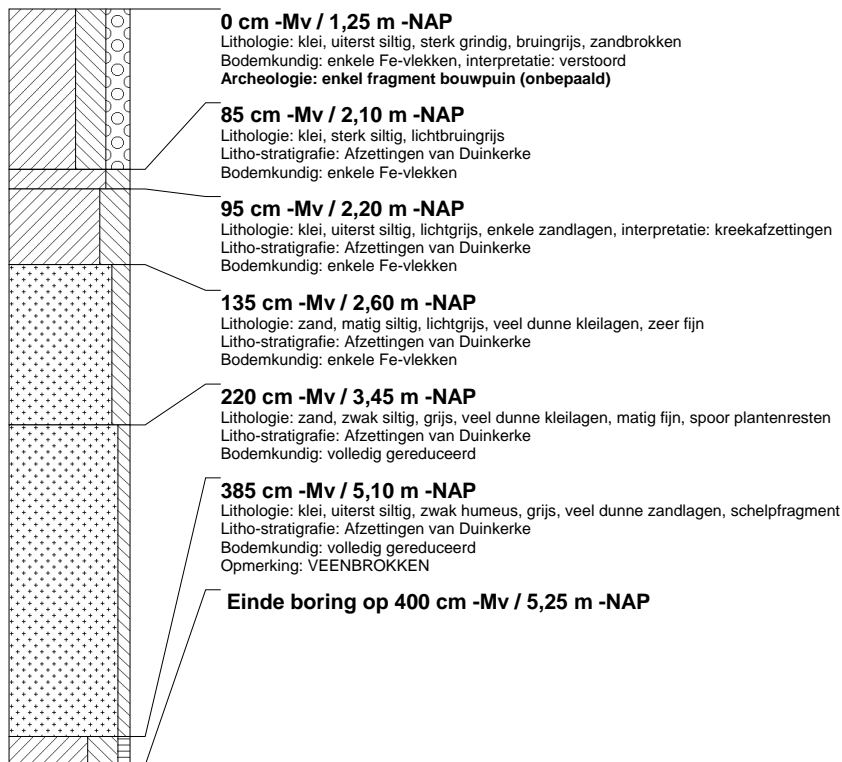 0 cm -Mv / 1,25 m -NAP
Lithologie: klei, uiterst siltig, sterk grindig, bruingrijs, zandbrokken
Bodemkundig: enkele Fe-vlekken, interpretatie: verstoord
Archeologie: enkel fragment bouwpuin (onbepaald)
85 cm -Mv / 2,10 m -NAP
Lithologie: klei, sterk siltig, lichtbruingrijs
Litho-stratigrafie: Afzettingen van Duinkerke
Bodemkundig: enkele Fe-vlekken
95 cm -Mv / 2,20 m -NAP
Lithologie: klei, uiterst siltig, lichtgrijs, enkele zandlagen, interpretatie: kreekafzettingen
Litho-stratigrafie: Afzettingen van Duinkerke
Bodemkundig: enkele Fe-vlekken
135 cm -Mv / 2,60 m -NAP
Lithologie: zand, matig siltig, lichtgrijs, veel dunne kleilagen, zeer fijn
Litho-stratigrafie: Afzettingen van Duinkerke
Bodemkundig: enkele Fe-vlekken
220 cm -Mv / 3,45 m -NAP
Lithologie: zand, zwak siltig, grijs, veel dunne kleilagen, matig fijn, spoor plantenresten
Litho-stratigrafie: Afzettingen van Duinkerke
Bodemkundig: volledig gereduceerd
385 cm -Mv / 5,10 m -NAP
Lithologie: klei, uiterst siltig, zwak humeus, grijs, veel dunne zandlagen, schelpfragment
Litho-stratigrafie: Afzettingen van Duinkerke
Bodemkundig: volledig gereduceerd
Opmerking: VEENBROKKEN
Einde boring op 400 cm -Mv / 5,25 m -NAP